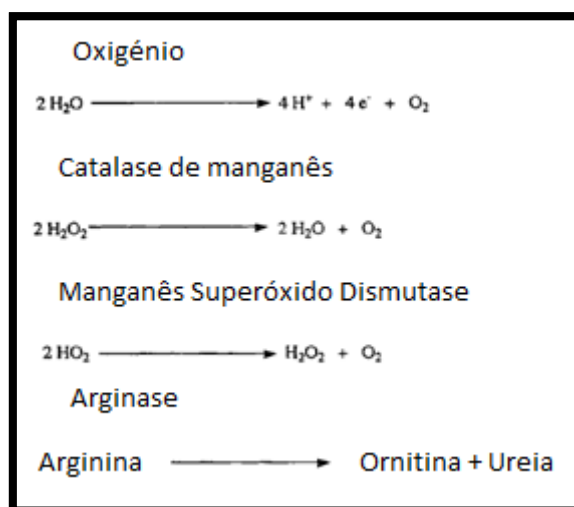 Oxigénio
2 H₂O ⟶ 4 H⁺ + 4 e⁻ + O₂
Catalase de manganês
2 H₂O₂ ⟶ 2 H₂O + O₂
Manganês Superóxido Dismutase
2 HO₂ ⟶ H₂O₂ + O₂
Arginase
Arginina ⟶ Ornitina + Ureia